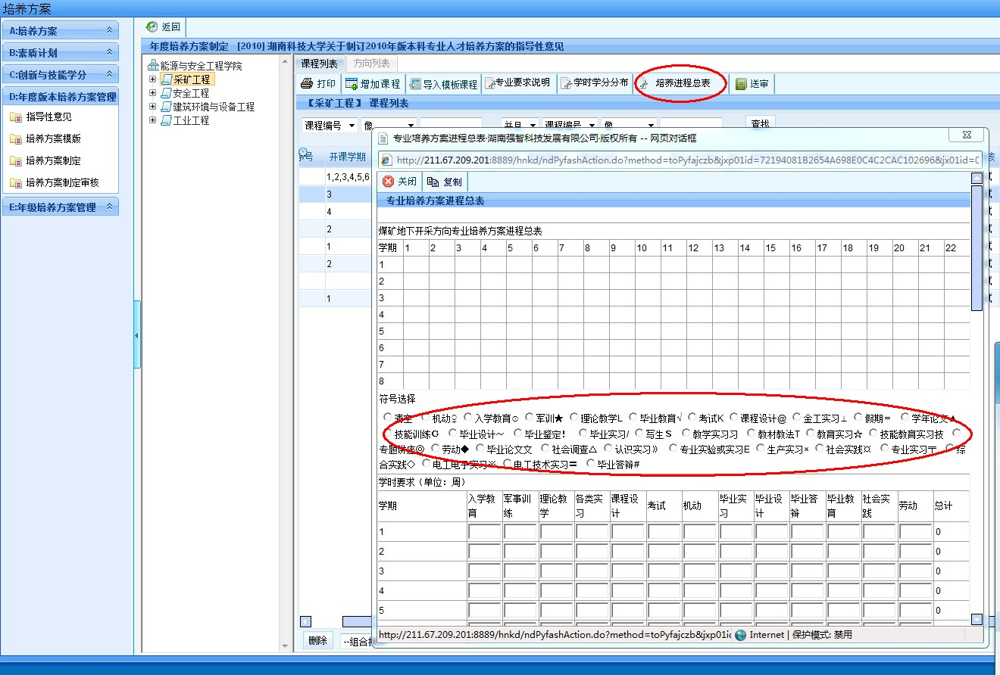 培养方案
A:培养方案
B:素质计划
C:创新与技能学分
D:年度版本培养方案管理
指导性意见
培养方案模版
培养方案制定
培养方案制定审核
E:年级培养方案管理
返回
年度培养方案制定 [2010] 湖南科技大学关于制订2010年版本科专业人才培养方案的指导性意见
能源与安全工程学院
采矿工程
安全工程
建筑环境与设备工程
工业工程
课程列表 方向列表
打印 增加课程 导入模板课程 专业要求说明 学时学分分布 培养进程总表 送审
【采矿工程】 课程列表
课程编号 像 并且 课程编号 像 查找
开课学期
1,2,3,4,5,6
3
4
2
1
2
1
删除
专业培养方案进程总表·湖南强智科技发展有限公司·版权所有 -- 网页对话框
http://211.67.209.201:8889/hnkd/ndPyfashAction.do?method=toPyfajczb&jxp01id=72194081B2654A698E0C4C2CAC102696&jx01id=0
关闭 复制
专业培养方案进程总表
煤矿地下开采方向专业培养方案进程总表
学期 1 2 3 4 5 6 7 8 9 10 11 12 13 14 15 16 17 18 19 20 21 22
1
2
3
4
5
6
7
8
符号选择
清空 机动♀ 入学教育⊙ 军训★ 理论教学L 毕业教育√ 考试K 课程设计@ 金工实习⊥ 假期= 学年论文▲
技能训练G 毕业设计～ 毕业鉴定! 毕业实习/ 写生S 教学实习习 教材教法T 教育实习☆ 技能教育实习技
专题讲座◎ 劳动◆ 毕业论文文 社会调查△ 认识实习》 专业实验或实习E 生产实习× 社会实践¤ 专业实习〒 综
合实践◇ 电工电子实习※ 电工技术实习〓 毕业答辩#
学时要求（单位：周）
学期 入学教育 军事训练 理论教学 各类实习 课程设计 考试 机动 毕业实习 毕业设计 毕业答辩 毕业教育 社会实践 劳动 总计
1 0
2 0
3 0
4 0
5 0
http://211.67.209.201:8889/hnkd/ndPyfashAction.do?method=toPyfajczb&jxp01id Internet | 保护模式: 禁用